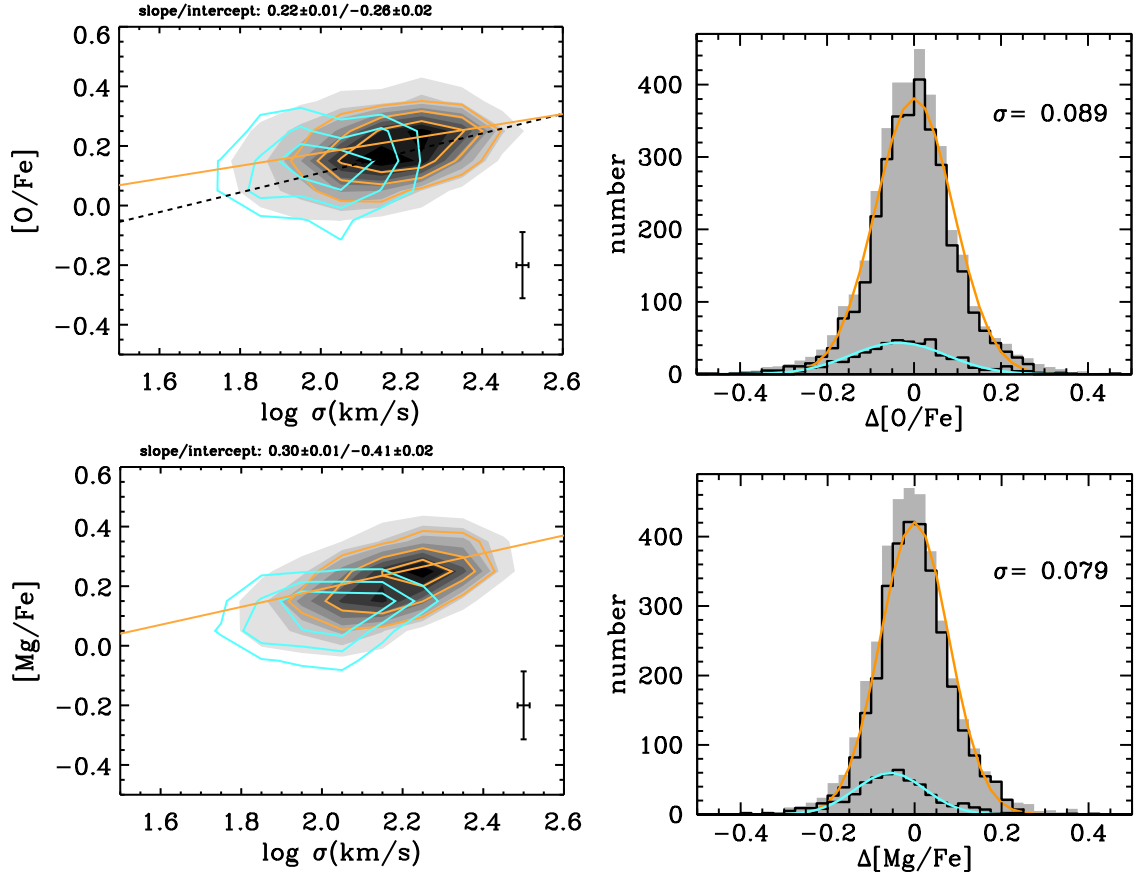 slope/intercept: 0.22±0.01/−0.26±0.02
0.6
0.4
0.2
0.0
−0.2
−0.4
[O/Fe]
1.6 1.8 2.0 2.2 2.4 2.6
log σ(km/s)
400
300
200
100
0
number
σ= 0.089
−0.4 −0.2 0 0.2 0.4
Δ[O/Fe]
slope/intercept: 0.30±0.01/−0.41±0.02
0.6
0.4
0.2
0.0
−0.2
−0.4
[Mg/Fe]
1.6 1.8 2.0 2.2 2.4 2.6
log σ(km/s)
400
300
200
100
0
number
σ= 0.079
−0.4 −0.2 0 0.2 0.4
Δ[Mg/Fe]